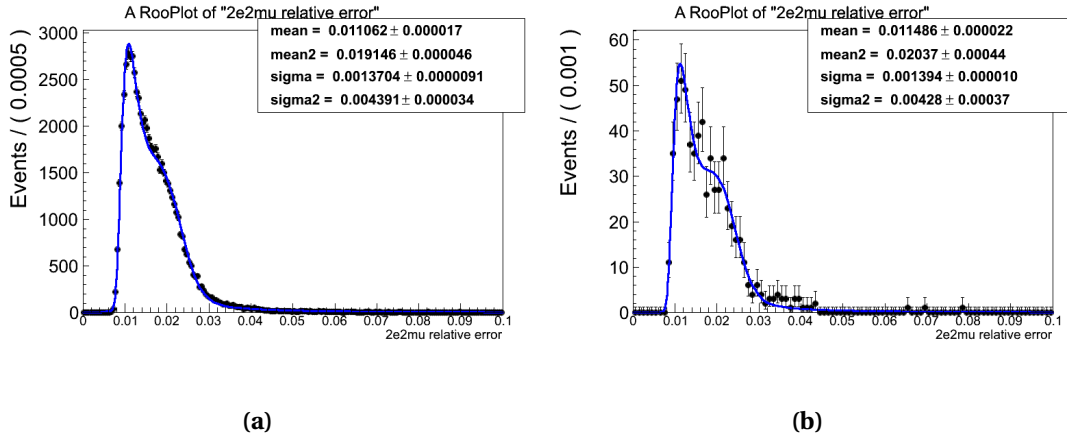 A RooPlot of "2e2mu relative error"
mean = 0.011062 ± 0.000017
mean2 = 0.019146 ± 0.000046
sigma = 0.0013704 ± 0.0000091
sigma2 = 0.004391 ± 0.000034
Events / ( 0.0005 )
3000
2500
2000
1500
1000
500
0
0 0.01 0.02 0.03 0.04 0.05 0.06 0.07 0.08 0.09 0.1
2e2mu relative error
(a)
A RooPlot of "2e2mu relative error"
mean = 0.011486 ± 0.000022
mean2 = 0.02037 ± 0.00044
sigma = 0.001394 ± 0.000010
sigma2 = 0.00428 ± 0.00037
Events / ( 0.001 )
60
50
40
30
20
10
0
0 0.01 0.02 0.03 0.04 0.05 0.06 0.07 0.08 0.09 0.1
2e2mu relative error
(b)